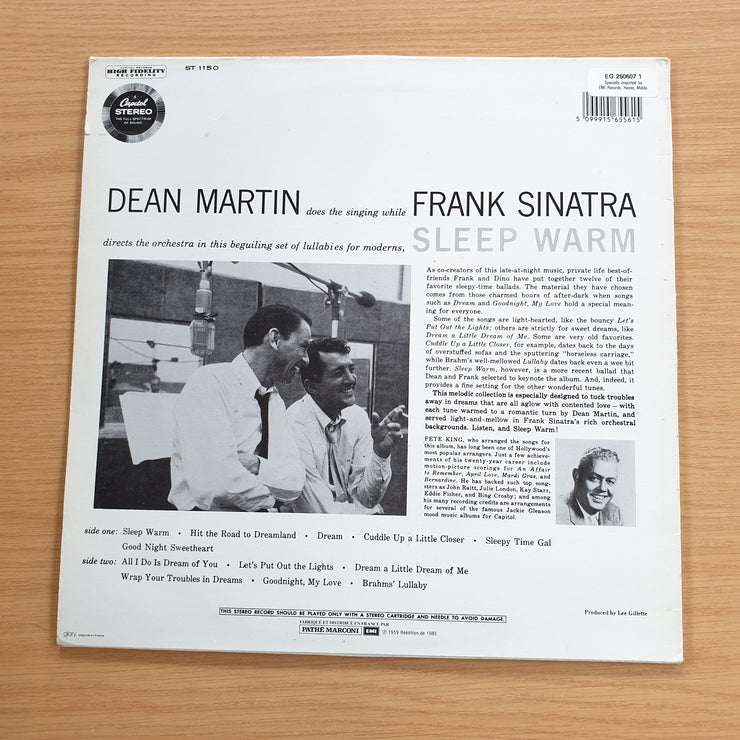 CAPITOL RECORDS
HIGH FIDELITY
RECORDING
ST 1150
EG 260607 1
Specially imported by
EMI Records, Hayes, Middx.
5 099915 655615
"A"
Capitol
STEREO
THE FULL SPECTRUM
OF SOUND
DEAN MARTIN does the singing while FRANK SINATRA
directs the orchestra in this beguiling set of lullabies for moderns, SLEEP WARM
As co-creators of this late-at-night music, private life best-of-
friends Frank and Dino have put together twelve of their
favorite sleepy-time ballads. The material they have chosen
comes from those charmed hours of after-dark when songs
such as Dream and Goodnight, My Love hold a special mean-
ing for everyone.
Some of the songs are light-hearted, like the bouncy Let's
Put Out the Lights; others are strictly for sweet dreams, like
Dream a Little Dream of Me. Some are very old favorites.
Cuddle Up a Little Closer, for example, dates back to the days
of overstuffed sofas and the sputtering "horseless carriage,"
while Brahm's well-mellowed Lullaby dates back even a wee bit
further. Sleep Warm, however, is a more recent ballad that
Dean and Frank selected to keynote the album. And, indeed, it
provides a fine setting for the other wonderful tunes.
This melodic collection is especially designed to tuck troubles
away in dreams that are all aglow with contented love – with
each tune warmed to a romantic turn by Dean Martin, and
served light-and-mellow in Frank Sinatra's rich orchestral
backgrounds. Listen, and Sleep Warm!
PETE KING, who arranged the songs for
this album, has long been one of Hollywood's
most popular arrangers. Just a few achieve-
ments of his twenty-year career include
motion-picture scorings for An Affair
to Remember, April Love, Mardi Gras, and
Bernardine. He has backed such top song-
sters as John Raitt, Julie London, Kay Starr,
Eddie Fisher, and Bing Crosby; and among
his many recording credits are arrangements
for several of the famous Jackie Gleason
mood music albums for Capitol.
side one: Sleep Warm • Hit the Road to Dreamland • Dream • Cuddle Up a Little Closer • Sleepy Time Gal
Good Night Sweetheart
side two: All I Do Is Dream of You • Let's Put Out the Lights • Dream a Little Dream of Me
Wrap Your Troubles in Dreams • Goodnight, My Love • Brahms' Lullaby
THIS STEREO RECORD SHOULD BE PLAYED ONLY WITH A STEREO CARTRIDGE AND NEEDLE TO AVOID DAMAGE.
Produced by Lee Gillette
FABRIQUÉ ET DISTRIBUÉ EN FRANCE PAR
PATHÉ MARCONI EMI ℗ 1959 Réédition de 1985
glory